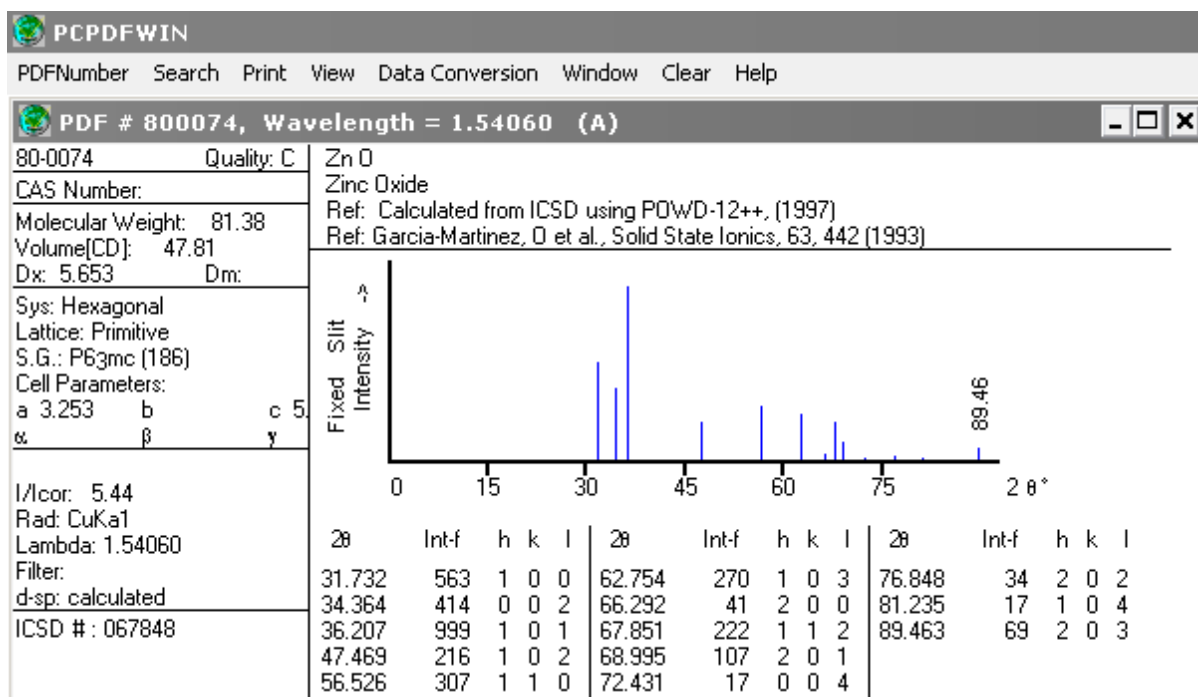 PCPDFWIN
PDFNumber Search Print View Data Conversion Window Clear Help
PDF # 800074, Wavelength = 1.54060 (A)
80-0074 Quality: C
CAS Number:
Molecular Weight: 81.38
Volume[CD]: 47.81
Dx: 5.653 Dm:
Sys: Hexagonal
Lattice: Primitive
S.G.: P63mc (186)
Cell Parameters:
a 3.253 b c 5.
α β γ
I/Icor: 5.44
Rad: CuKa1
Lambda: 1.54060
Filter:
d-sp: calculated
ICSD # : 067848
Zn O
Zinc Oxide
Ref: Calculated from ICSD using POWD-12++, (1997)
Ref: Garcia-Martinez, O et al., Solid State Ionics, 63, 442 (1993)
Fixed Slit
Intensity ->
89.46
0 15 30 45 60 75 2 θ°
2θ Int-f h k l 2θ Int-f h k l 2θ Int-f h k l
31.732 563 1 0 0 62.754 270 1 0 3 76.848 34 2 0 2
34.364 414 0 0 2 66.292 41 2 0 0 81.235 17 1 0 4
36.207 999 1 0 1 67.851 222 1 1 2 89.463 69 2 0 3
47.469 216 1 0 2 68.995 107 2 0 1
56.526 307 1 1 0 72.431 17 0 0 4